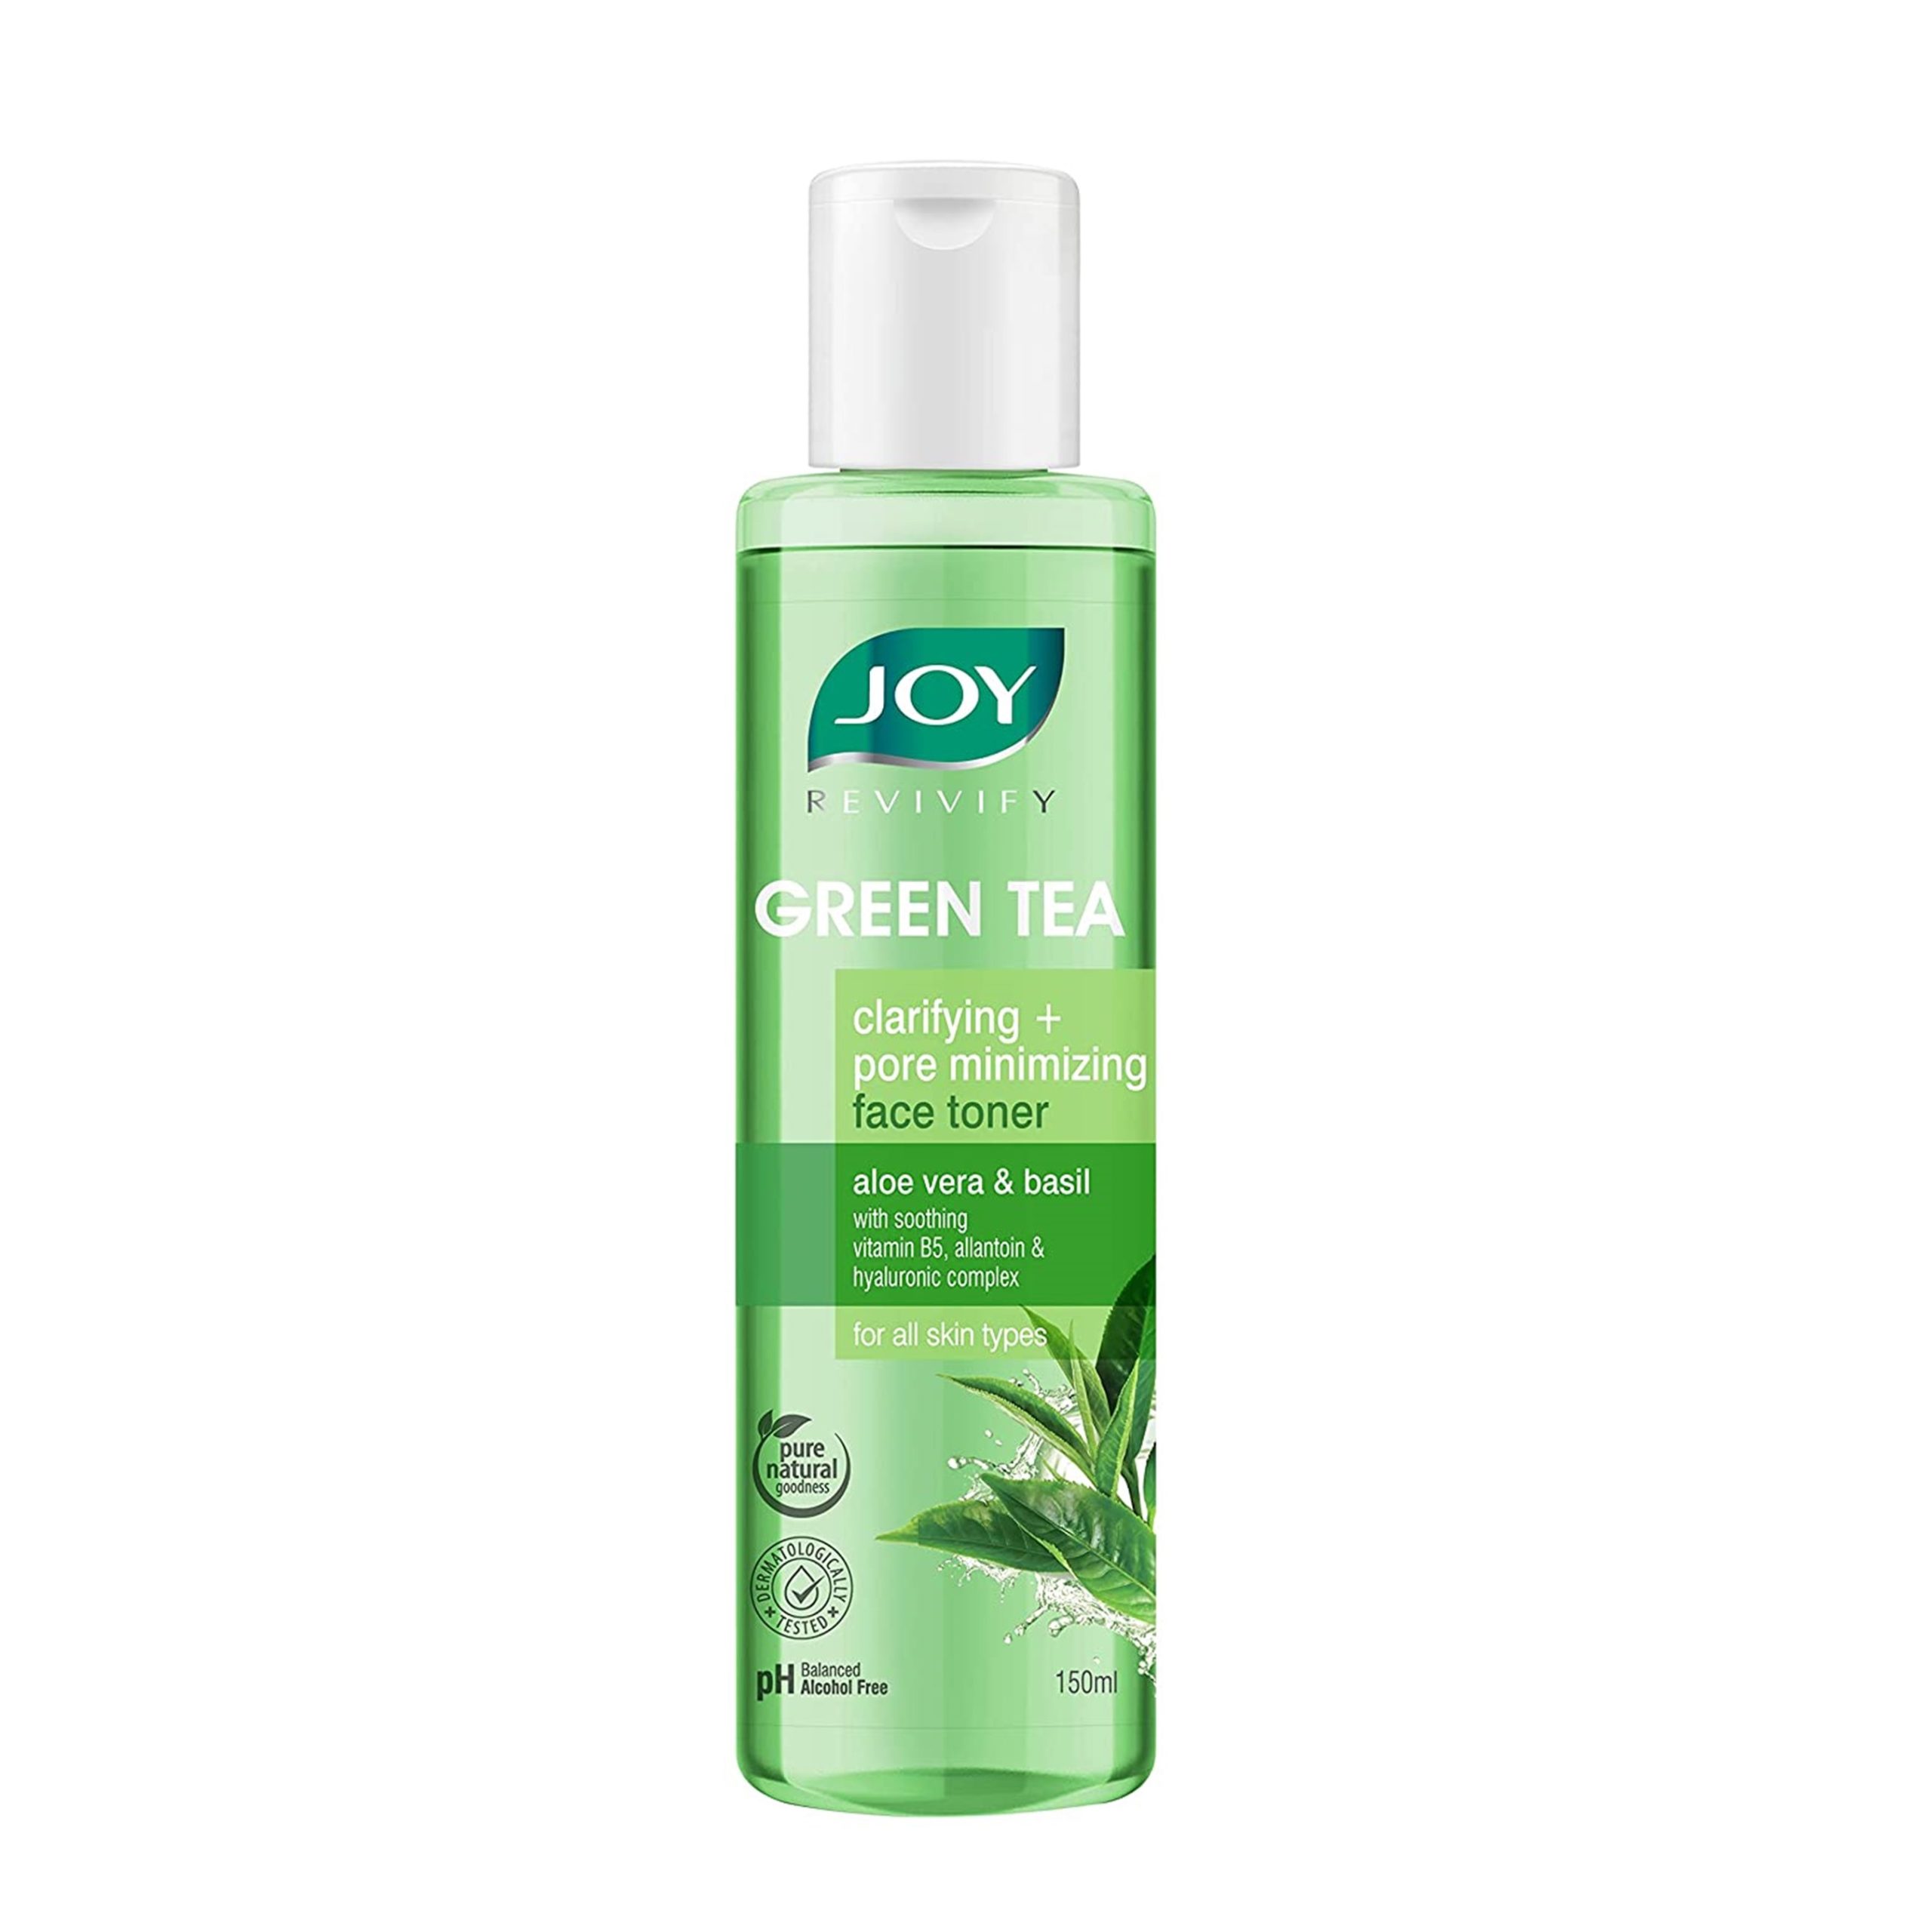 JOY
REVIVIFY
GREEN TEA
clarifying +
pore minimizing
face toner
aloe vera & basil
with soothing
vitamin B5, allantoin &
hyaluronic complex
for all skin types
pure
natural
goodness
DERMATOLOGICALLY
+ TESTED +
pH Balanced
Alcohol Free
150ml